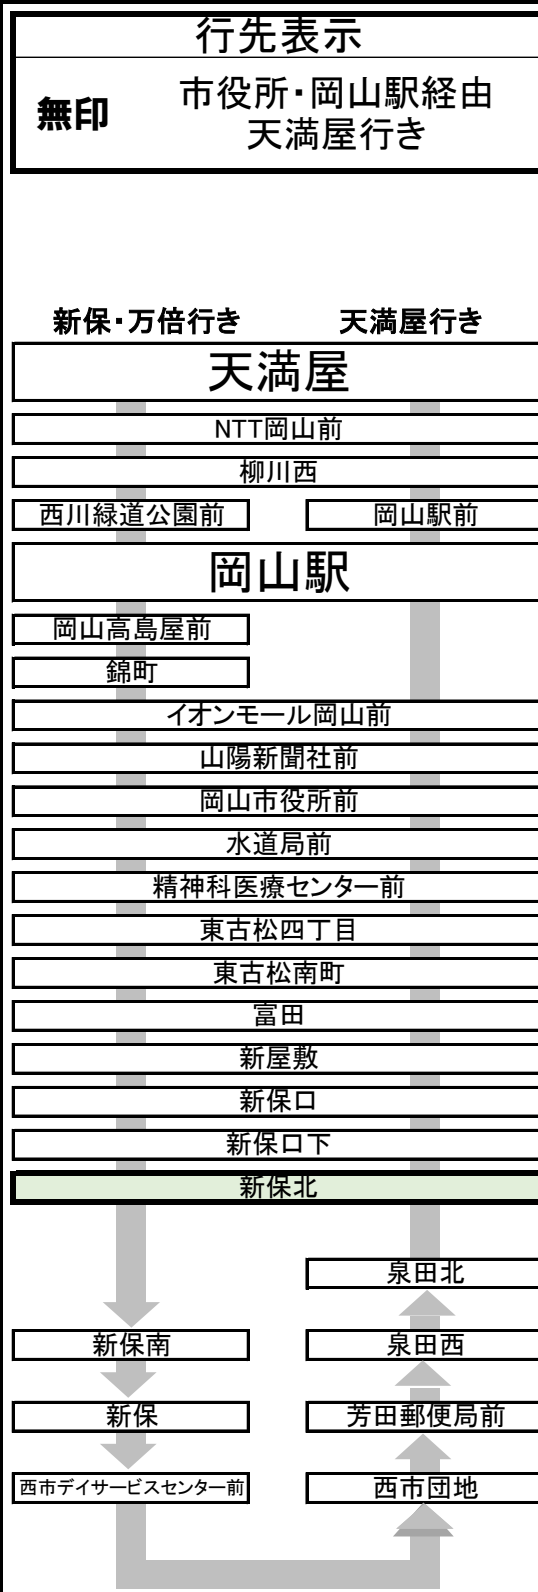 行先表示
無印
市役所・岡山駅経由
天満屋行き
新保・万倍行き
天満屋行き
天満屋
NTT岡山前
柳川西
西川緑道公園前
岡山駅前
岡山駅
岡山高島屋前
錦町
イオンモール岡山前
山陽新聞社前
岡山市役所前
水道局前
精神科医療センター前
東古松四丁目
東古松南町
富田
新屋敷
新保口
新保口下
新保北
泉田北
新保南
泉田西
新保
芳田郵便局前
西市デイサービスセンター前
西市団地